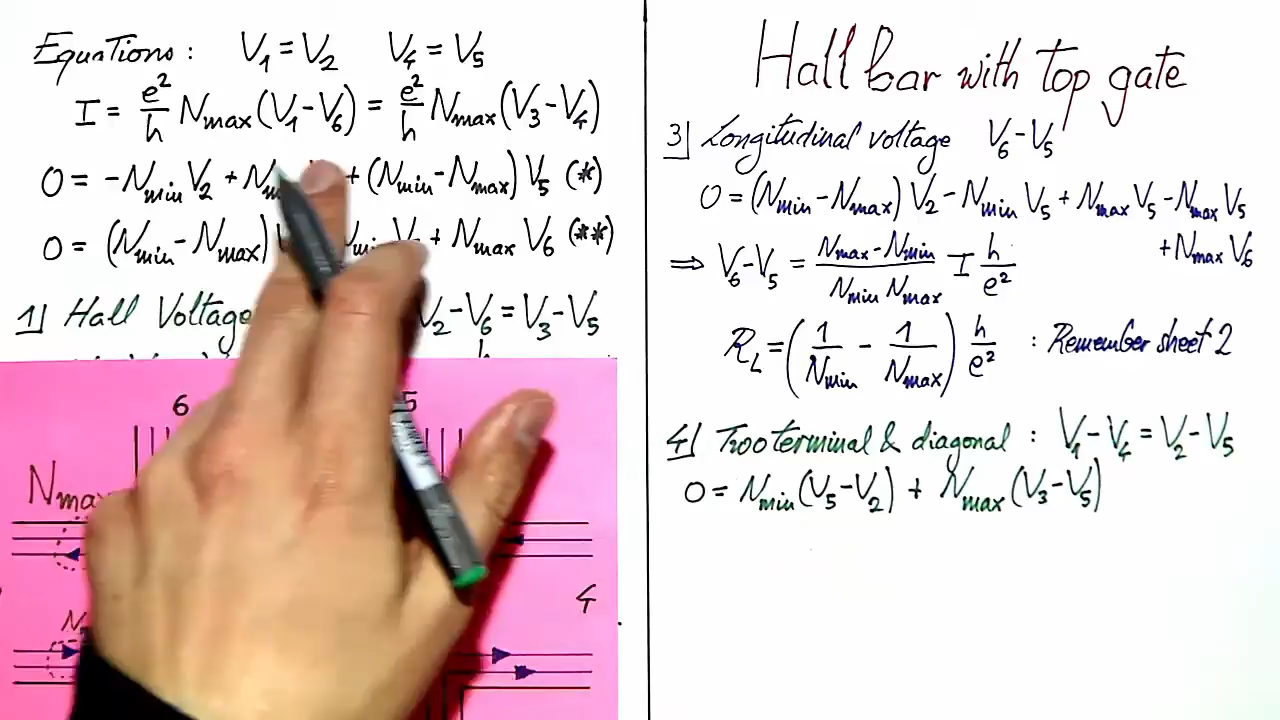 Equations: V₁ = V₂ V₄ = V₅
I = e²/h Nmax (V₁ - V₆) = e²/h Nmax (V₃ - V₄)
0 = -Nmin V₂ + + (Nmin - Nmax) V₅ (*)
0 = (Nmin - Nmax) + Nmax V₆ (**)
1] Hall Voltage V₂ - V₆ = V₃ - V₅
6 5
Nmax
4
N
Hall bar with top gate
3] Longitudinal voltage V₆ - V₅
0 = (Nmin - Nmax) V₂ - Nmin V₅ + Nmax V₅ - Nmax V₅
+ Nmax V₆
⇒ V₆ - V₅ = (Nmax - Nmin)/(Nmin Nmax) I h/e²
R_L = (1/Nmin - 1/Nmax) h/e² : Remember sheet 2
4] Two terminal & diagonal : V₁ - V₄ = V₂ - V₅
0 = Nmin (V₅ - V₂) + Nmax (V₃ - V₅)